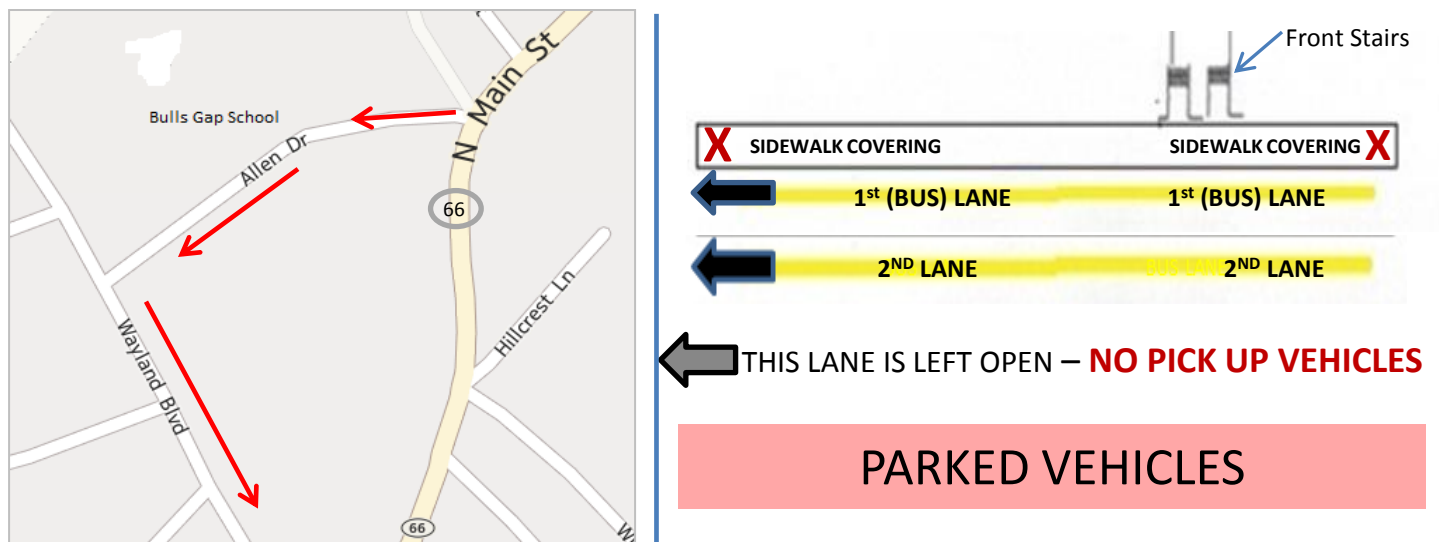 N Main St
Bulls Gap School
Allen Dr
66
Hillcrest Ln
Wayland Blvd
66
Front Stairs
X SIDEWALK COVERING SIDEWALK COVERING X
1st (BUS) LANE 1st (BUS) LANE
2ND LANE 2ND LANE
THIS LANE IS LEFT OPEN – NO PICK UP VEHICLES
PARKED VEHICLES